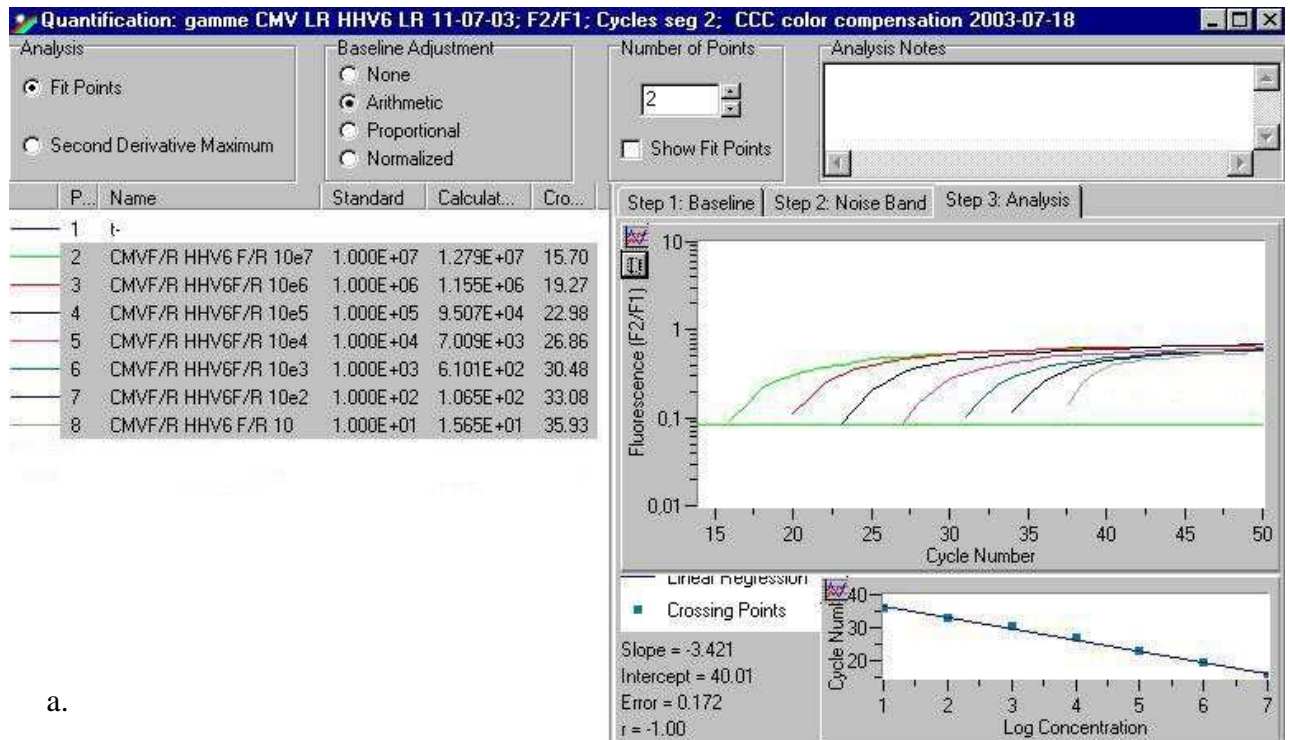 Quantification: gamme CMV LR HHV6 LR 11-07-03; F2/F1; Cycles seg 2; CCC color compensation 2003-07-18
Analysis
Fit Points
Second Derivative Maximum
Baseline Adjustment
None
Arithmetic
Proportional
Normalized
Number of Points
2
Show Fit Points
Analysis Notes
P... Name Standard Calculat... Cro...
1 t-
2 CMVF/R HHV6 F/R 10e7 1.000E+07 1.279E+07 15.70
3 CMVF/R HHV6F/R 10e6 1.000E+06 1.155E+06 19.27
4 CMVF/R HHV6F/R 10e5 1.000E+05 9.507E+04 22.98
5 CMVF/R HHV6F/R 10e4 1.000E+04 7.009E+03 26.86
6 CMVF/R HHV6F/R 10e3 1.000E+03 6.101E+02 30.48
7 CMVF/R HHV6F/R 10e2 1.000E+02 1.065E+02 33.08
8 CMVF/R HHV6 F/R 10 1.000E+01 1.565E+01 35.93
Step 1: Baseline Step 2: Noise Band Step 3: Analysis
Fluorescence (F2/F1)
10
1
0.1
0,01
15 20 25 30 35 40 45 50
Cycle Number
Linear Regression
Crossing Points
Slope = -3.421
Intercept = 40.01
Error = 0.172
r = -1.00
Cycle Num
40
30
20
1 2 3 4 5 6 7
Log Concentration
a.